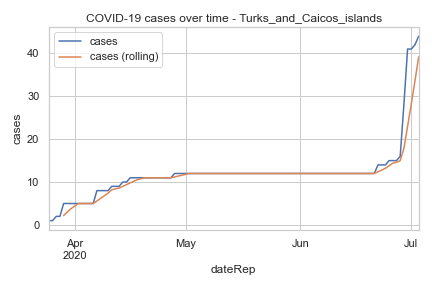 COVID-19 cases over time - Turks_and_Caicos_islands
cases
cases (rolling)
40
30
20
10
0
cases
Apr
2020
May
Jun
Jul
dateRep